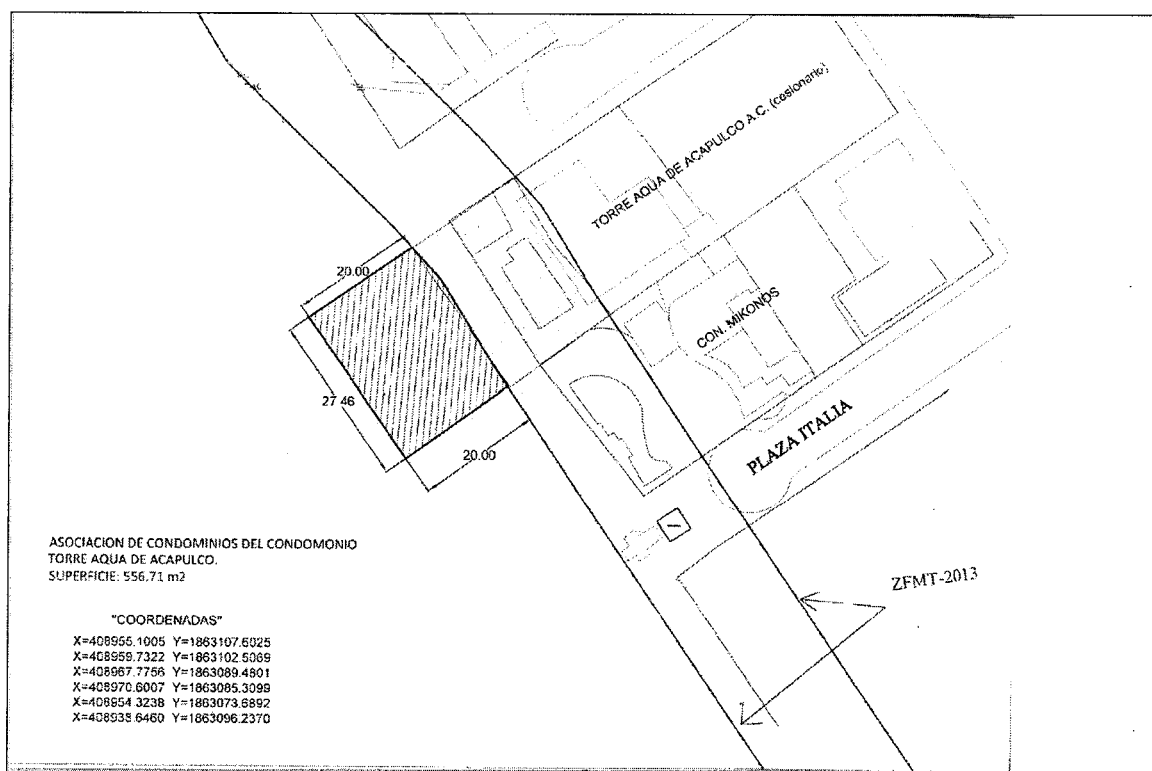 TORRE AQUA DE ACAPULCO A.C. (cesionario)
CON. MIKONOS
PLAZA ITALIA
20.00
27.46
20.00
ZFMT-2013
ASOCIACION DE CONDOMINIOS DEL CONDOMONIO
TORRE AQUA DE ACAPULCO.
SUPERFICIE: 556.71 m2
"COORDENADAS"
X=408955.1005 Y=1863107.6025
X=408959.7322 Y=1863102.5069
X=408967.7756 Y=1863089.4801
X=408970.6007 Y=1863085.3099
X=408954.3238 Y=1863073.6892
X=408938.6460 Y=1863096.2370